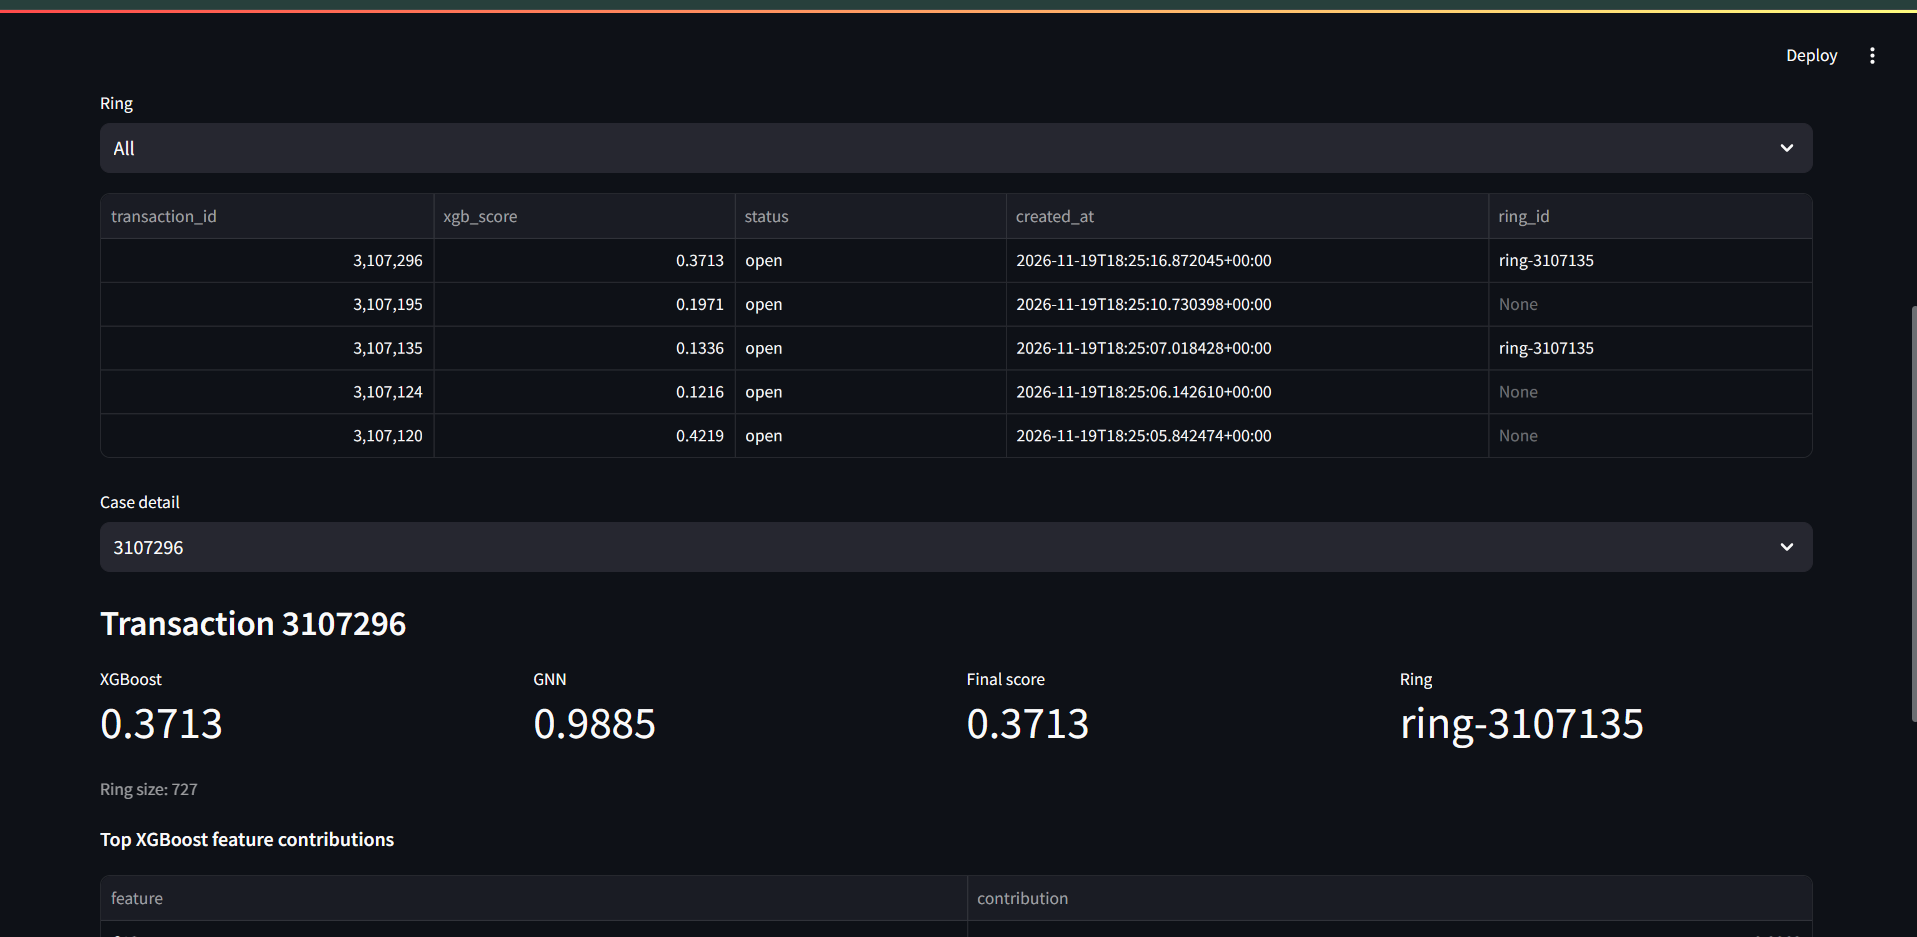 Deploy
Ring
All
transaction_id xgb_score status created_at ring_id
3,107,296 0.3713 open 2026-11-19T18:25:16.872045+00:00 ring-3107135
3,107,195 0.1971 open 2026-11-19T18:25:10.730398+00:00 None
3,107,135 0.1336 open 2026-11-19T18:25:07.018428+00:00 ring-3107135
3,107,124 0.1216 open 2026-11-19T18:25:06.142610+00:00 None
3,107,120 0.4219 open 2026-11-19T18:25:05.842474+00:00 None
Case detail
3107296
Transaction 3107296
XGBoost GNN Final score Ring
0.3713 0.9885 0.3713 ring-3107135
Ring size: 727
Top XGBoost feature contributions
feature contribution